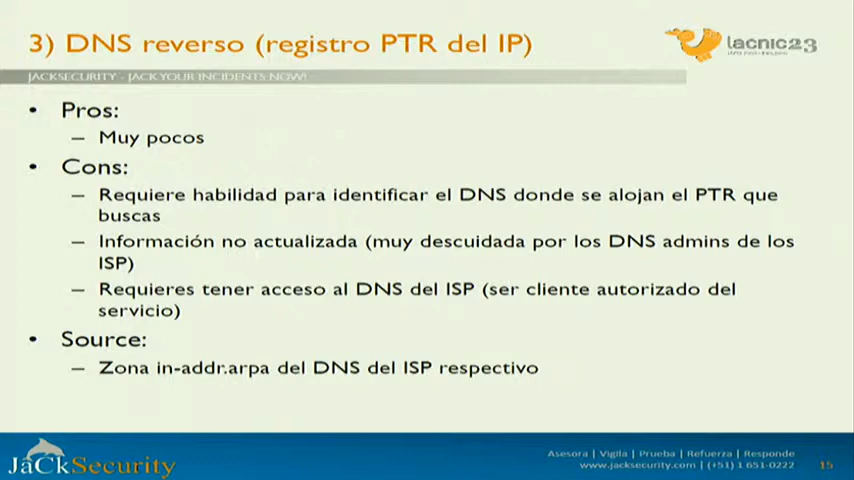 3) DNS reverso (registro PTR del IP)
lacnic23
JACKSECURITY - JACK YOUR INCIDENTS NOW!
• Pros:
– Muy pocos
• Cons:
– Requiere habilidad para identificar el DNS donde se alojan el PTR que
buscas
– Información no actualizada (muy descuidada por los DNS admins de los
ISP)
– Requieres tener acceso al DNS del ISP (ser cliente autorizado del
servicio)
• Source:
– Zona in-addr.arpa del DNS del ISP respectivo
JaCkSecurity
Asesora | Vigila | Prueba | Refuerza | Responde
www.jacksecurity.com | (+51) 1 651-0222
15